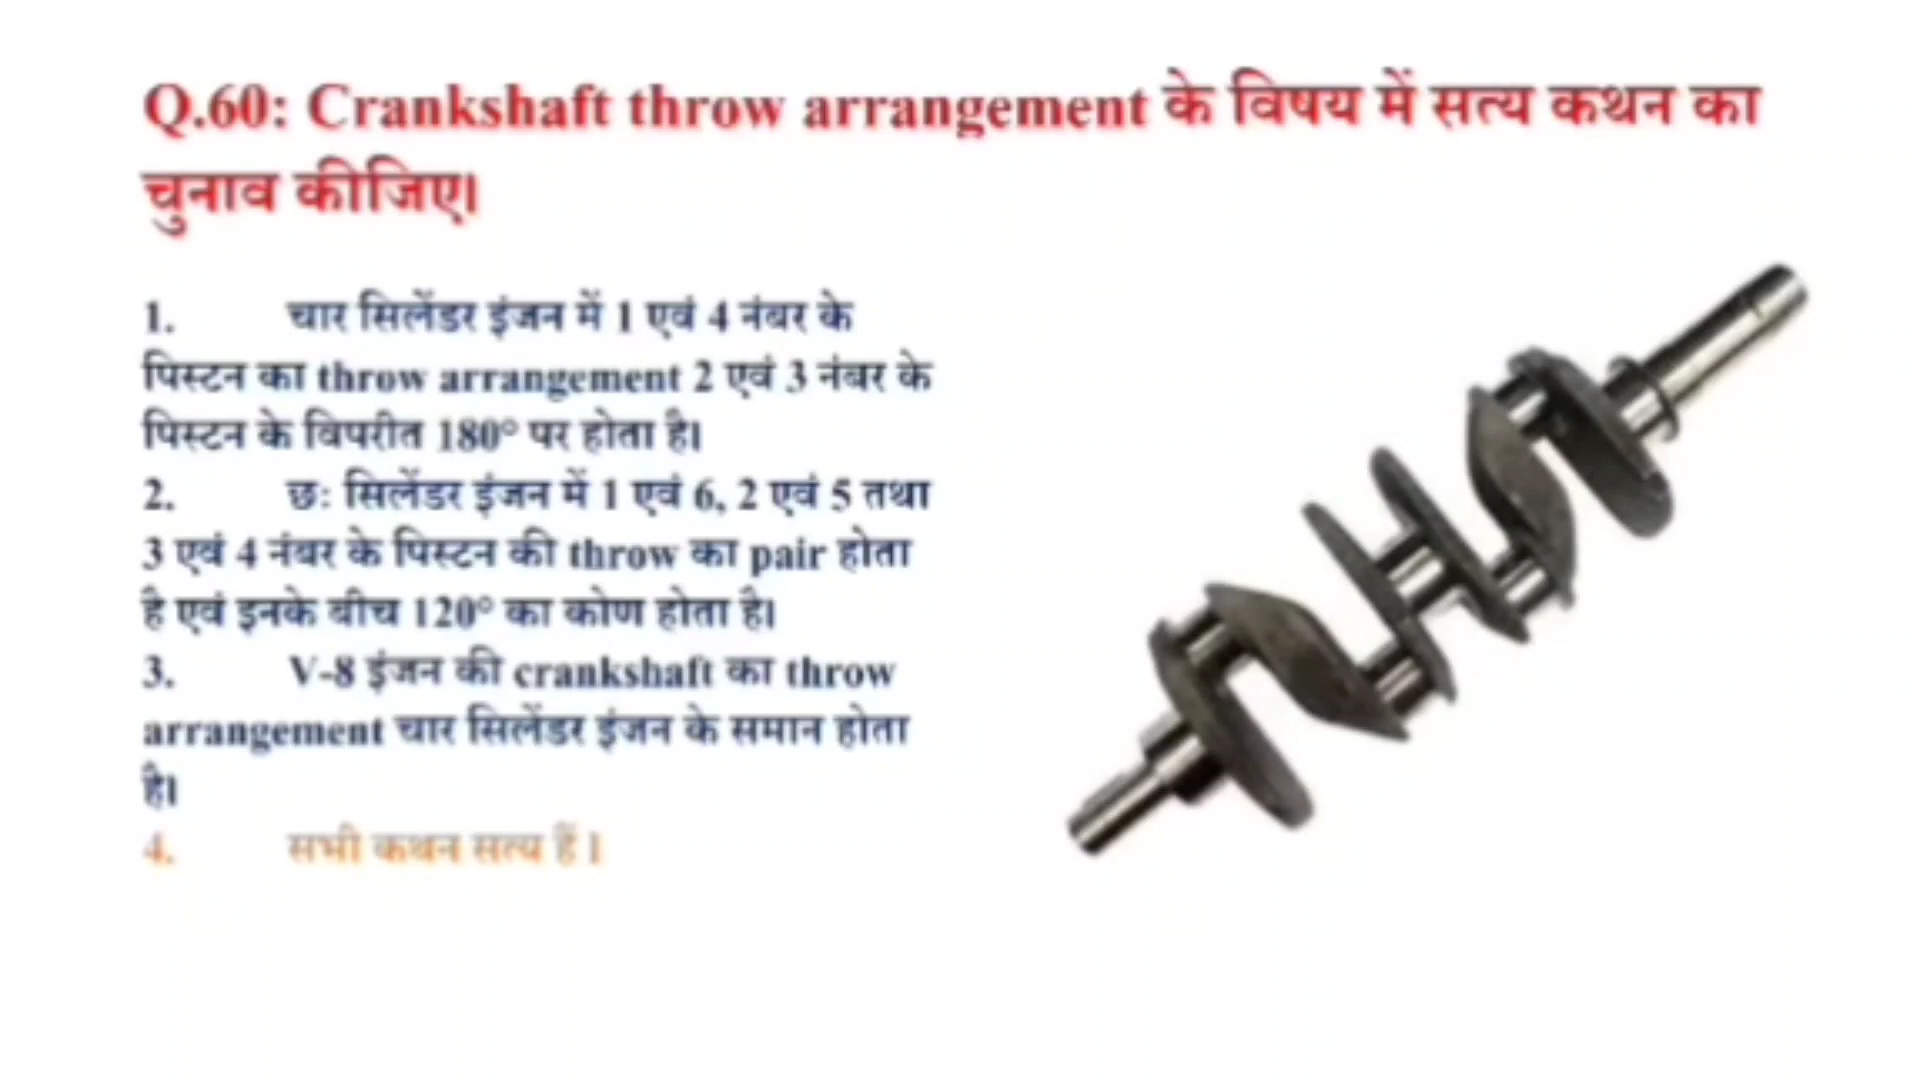 Q.60: Crankshaft throw arrangement के विषय में सत्य कथन का
चुनाव कीजिए।
1. चार सिलेंडर इंजन में 1 एवं 4 नंबर के
पिस्टन का throw arrangement 2 एवं 3 नंबर के
पिस्टन के विपरीत 180° पर होता है।
2. छः सिलेंडर इंजन में 1 एवं 6, 2 एवं 5 तथा
3 एवं 4 नंबर के पिस्टन की throw का pair होता
है एवं इनके बीच 120° का कोण होता है।
3. V-8 इंजन की crankshaft का throw
arrangement चार सिलेंडर इंजन के समान होता
है।
4. सभी कथन सत्य हैं l